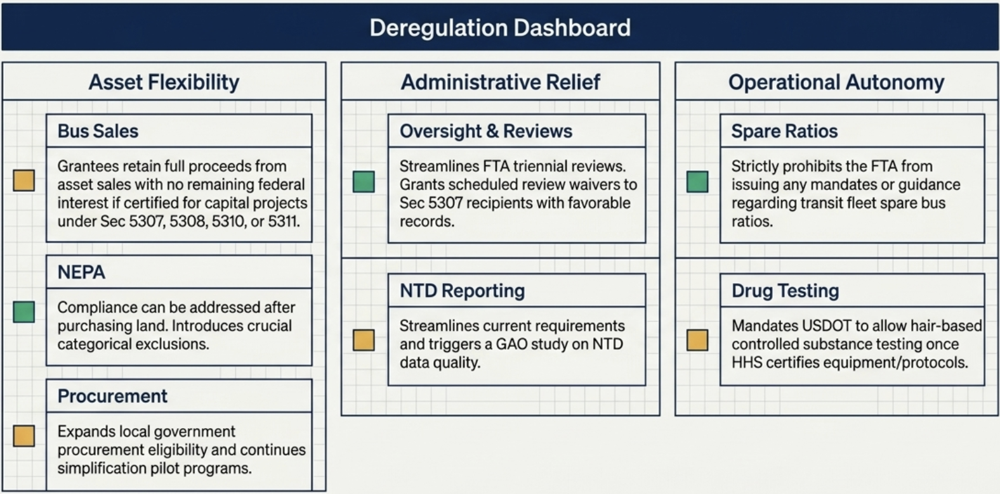 Deregulation Dashboard
Asset Flexibility
Bus Sales
Grantees retain full proceeds from
asset sales with no remaining federal
interest if certified for capital projects
under Sec 5307, 5308, 5310, or 5311.
NEPA
Compliance can be addressed after
purchasing land. Introduces crucial
categorical exclusions.
Procurement
Expands local government
procurement eligibility and continues
simplification pilot programs.
Administrative Relief
Oversight & Reviews
Streamlines FTA triennial reviews.
Grants scheduled review waivers to
Sec 5307 recipients with favorable
records.
NTD Reporting
Streamlines current requirements
and triggers a GAO study on NTD
data quality.
Operational Autonomy
Spare Ratios
Strictly prohibits the FTA from
issuing any mandates or guidance
regarding transit fleet spare bus
ratios.
Drug Testing
Mandates USDOT to allow hair-based
controlled substance testing once
HHS certifies equipment/protocols.